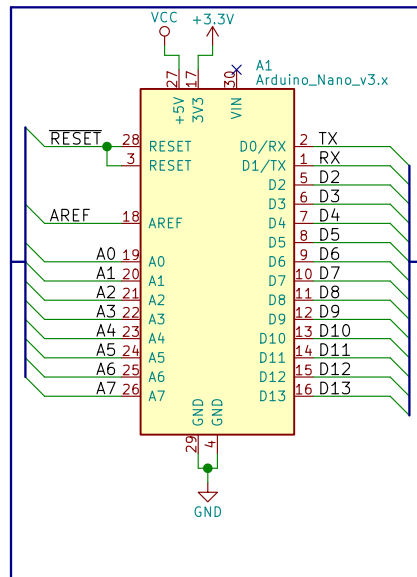 VCC +3.3V
A1
Arduino_Nano_v3.x
27 17 30
+5V 3V3 VIN
RESET 28 RESET D0/RX 2 TX
3 RESET D1/TX 1 RX
D2 5 D2
D3 6 D3
AREF 18 AREF D4 7 D4
D5 8 D5
A0 19 A0 D6 9 D6
A1 20 A1 D7 10 D7
A2 21 A2 D8 11 D8
A3 22 A3 D9 12 D9
A4 23 A4 D10 13 D10
A5 24 A5 D11 14 D11
A6 25 A6 D12 15 D12
A7 26 A7 D13 16 D13
GND GND
29 4
GND